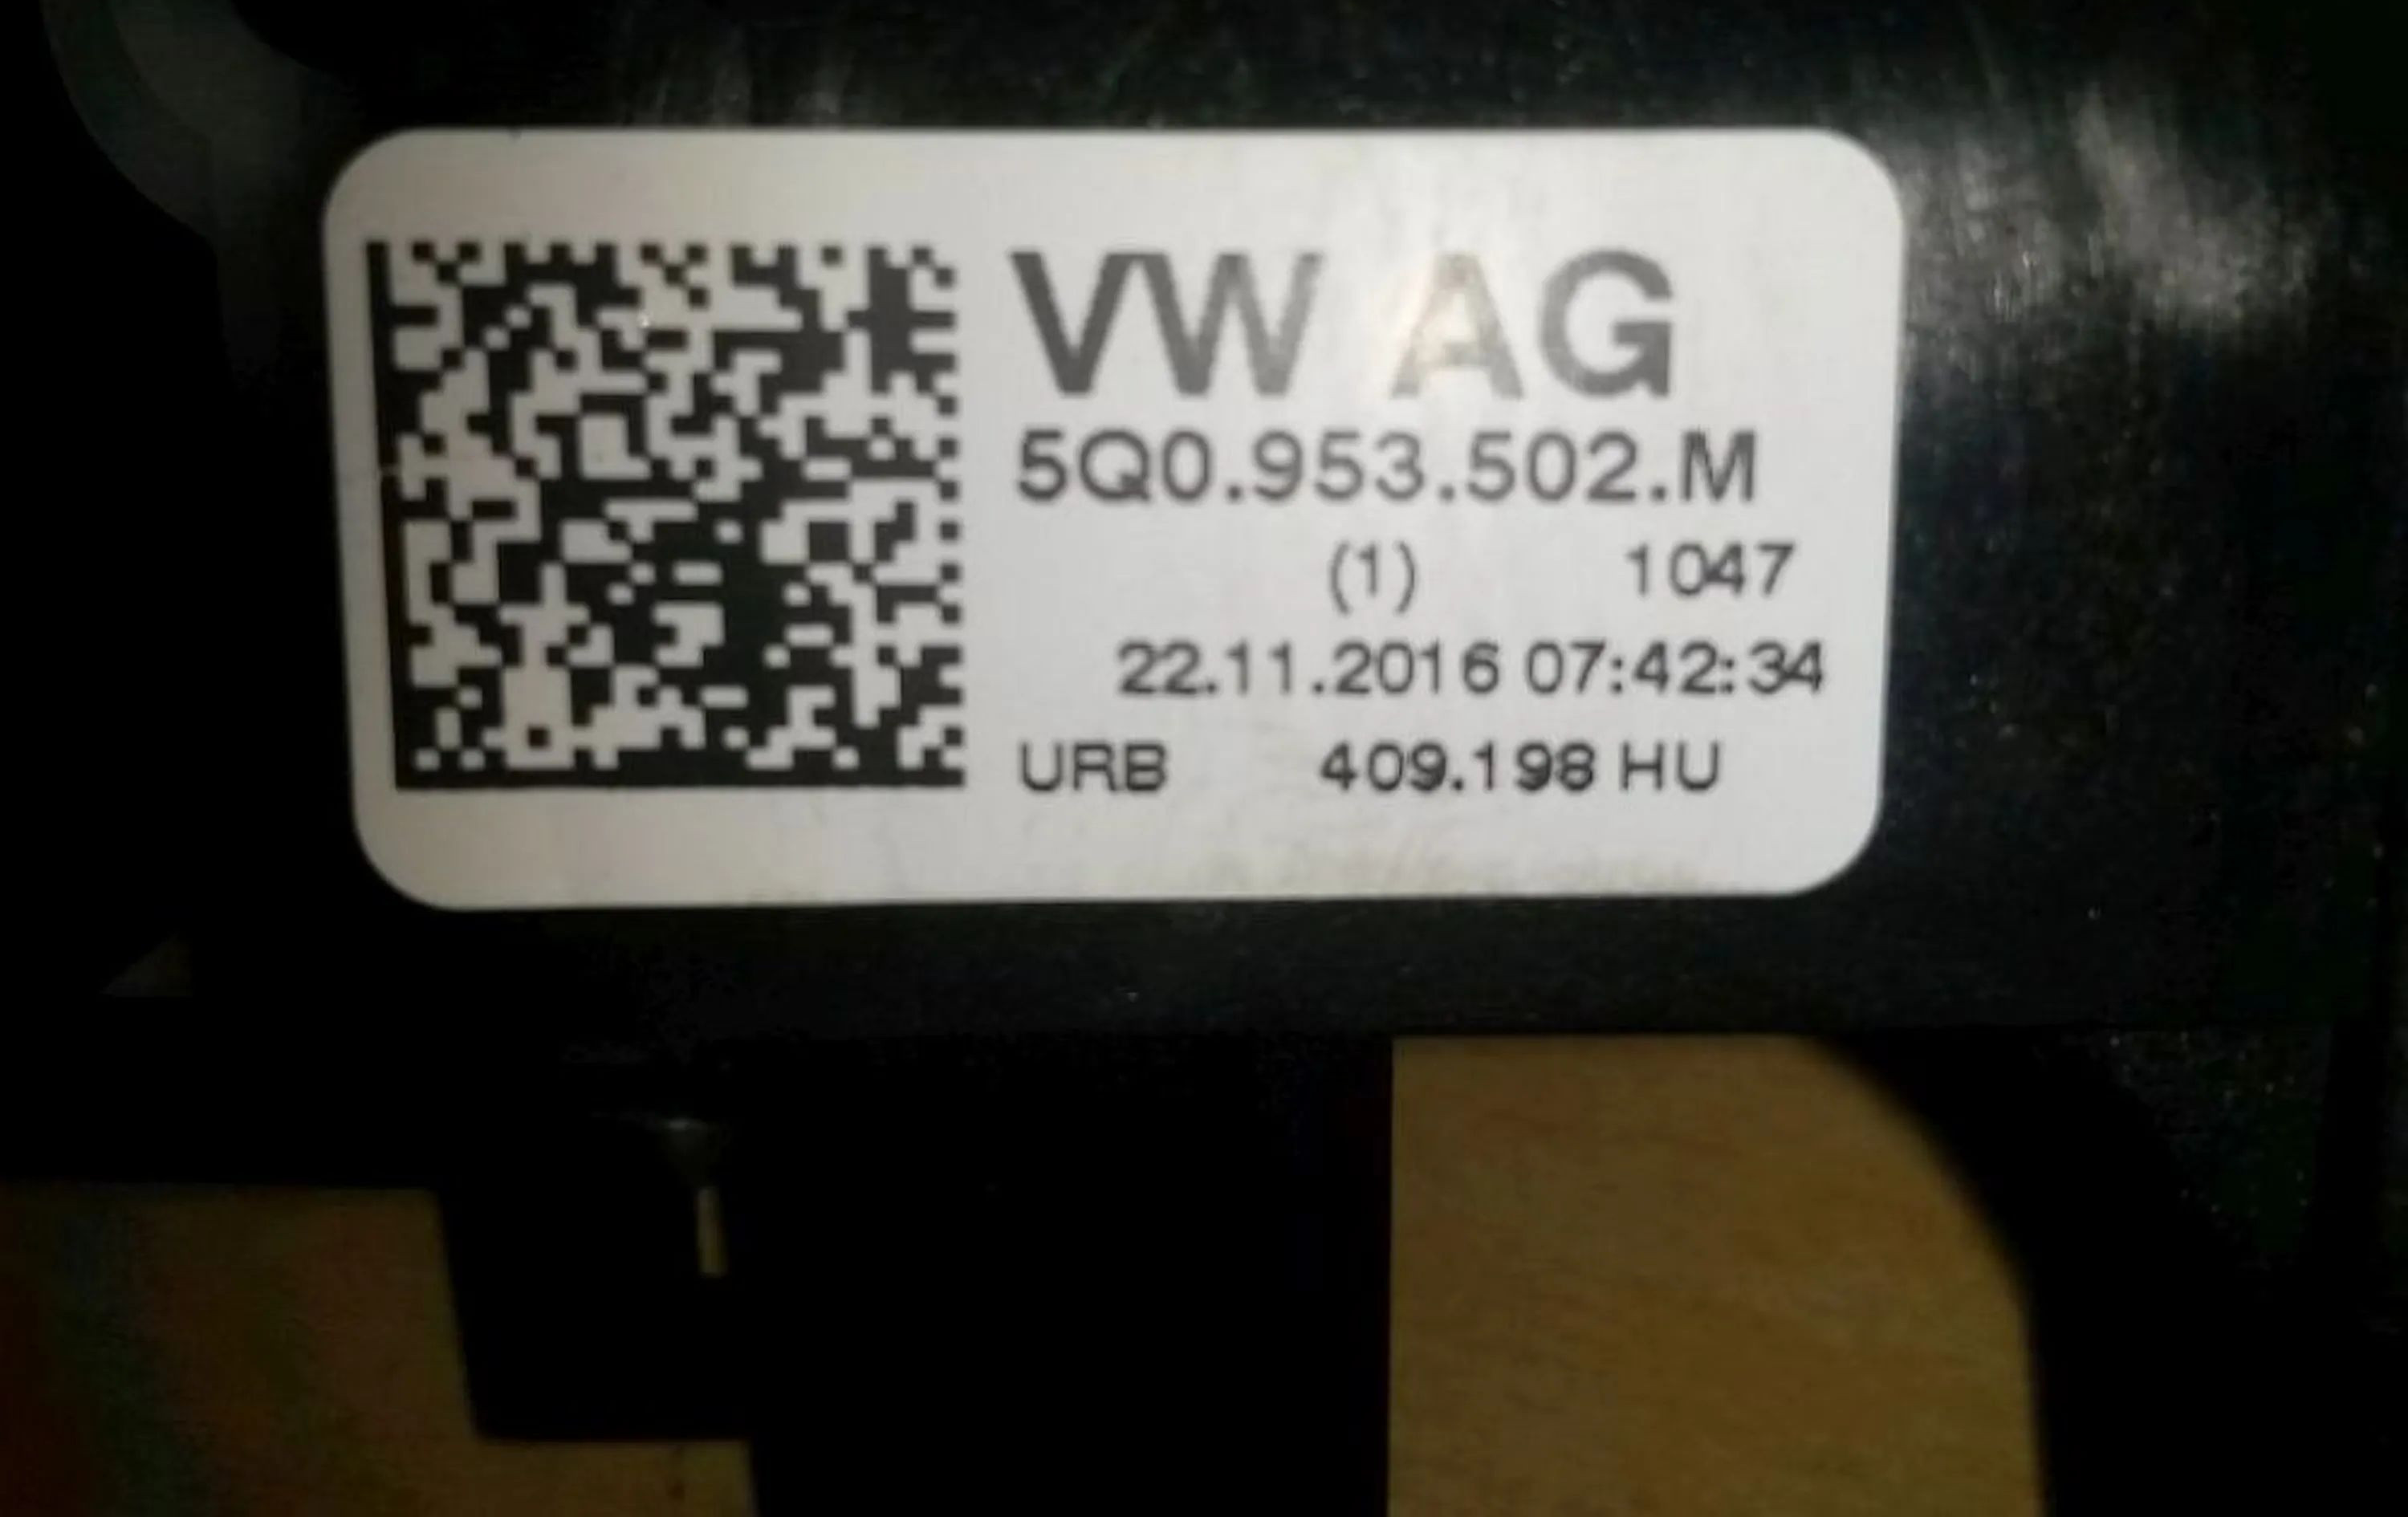 VW AG
5Q0.953.502.M
(1) 1047
22.11.2016 07:42:34
URB 409.198 HU